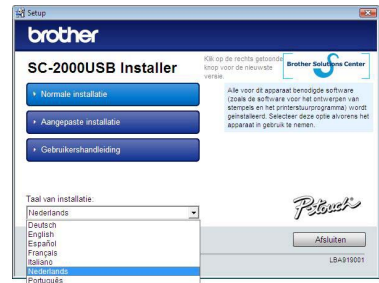 Setup
brother
SC-2000USB Installer
Klik op de rechts getoonde
knop voor de nieuwste
versie.
Brother Solutions Center
Normale installatie
Aangepaste installatie
Gebruikershandleiding
Alle voor dit apparaat benodigde software
(zoals de software voor het ontwerpen van
stempels en het printerstuurprogramma) wordt
geïnstalleerd. Selecteer deze optie alvorens het
apparaat in gebruik te nemen.
Taal van installatie:
Nederlands
Deutsch
English
Español
Français
Italiano
Nederlands
Português
P-touch
Afsluiten
LBA919001